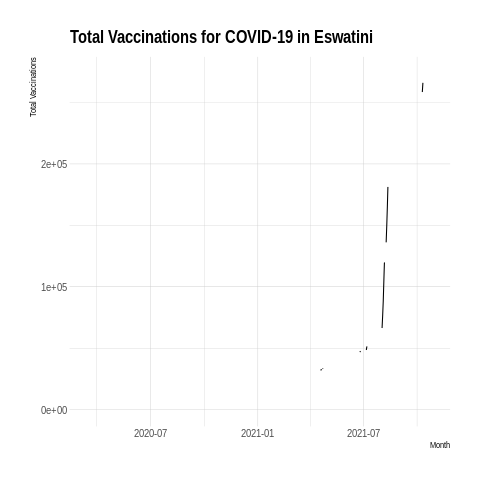 Total Vaccinations for COVID-19 in Eswatini
Total Vaccinations
2e+05
1e+05
0e+00
2020-07
2021-01
2021-07
Month